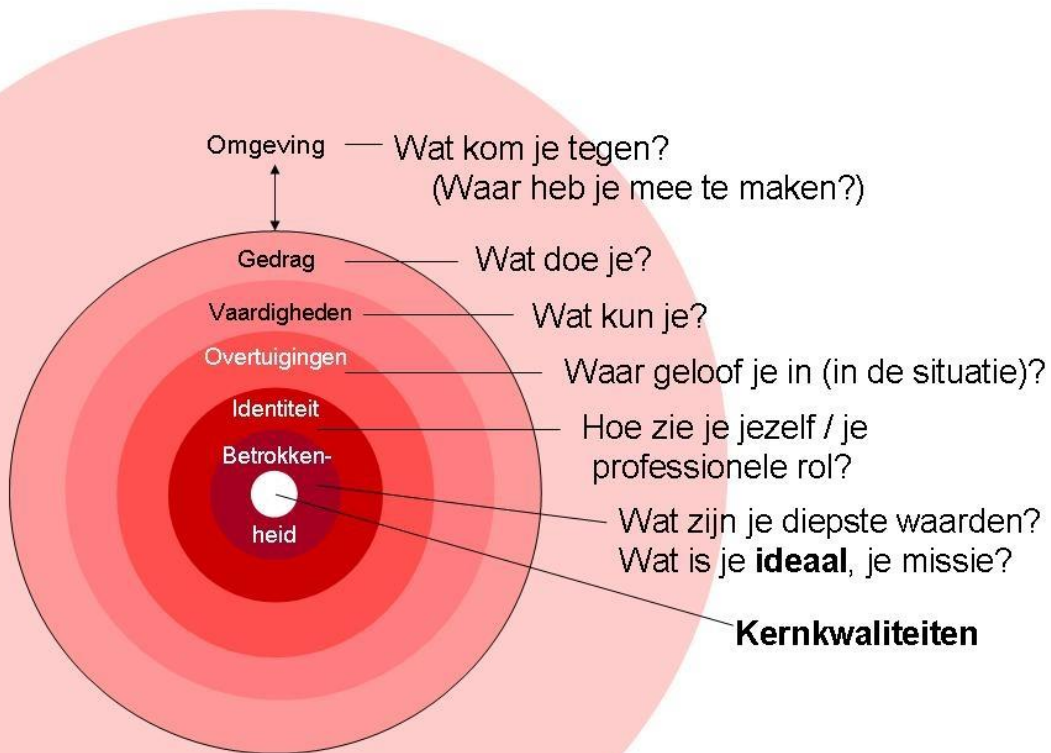 Omgeving
Wat kom je tegen?
(Waar heb je mee te maken?)
Gedrag
Wat doe je?
Vaardigheden
Wat kun je?
Overtuigingen
Waar geloof je in (in de situatie)?
Identiteit
Hoe zie je jezelf / je
professionele rol?
Betrokken-
heid
Wat zijn je diepste waarden?
Wat is je ideaal, je missie?
Kernkwaliteiten